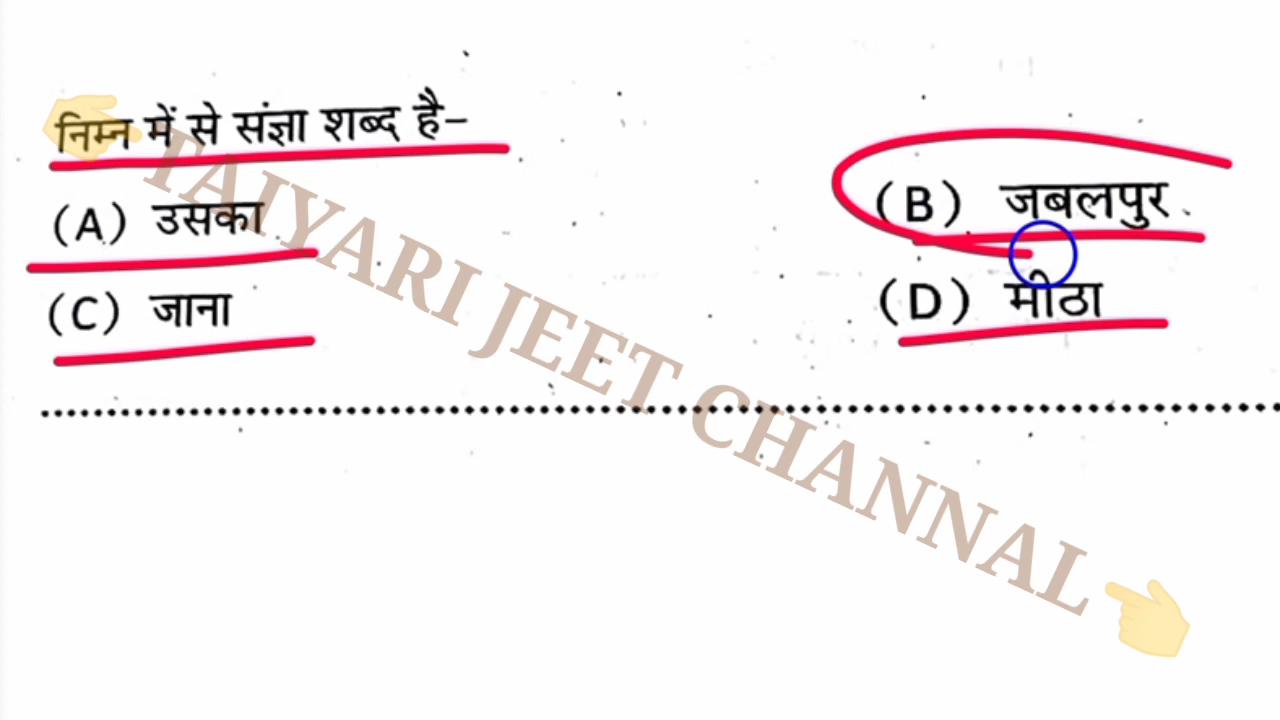 निम्न में से संज्ञा शब्द है-
(A) उसका
(B) जबलपुर
(C) जाना
(D) मीठा
TAIYARI JEET CHANNAL